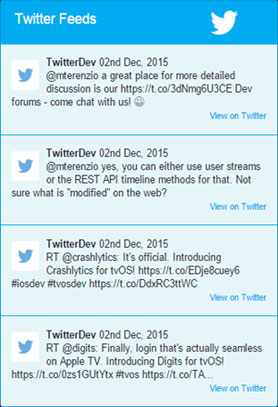 Twitter Feeds
TwitterDev 02nd Dec, 2015
@mterenzio a great place for more detailed
discussion is our https://t.co/3dNmg6U3CE Dev
forums - come chat with us! 😃
View on Twitter
TwitterDev 02nd Dec, 2015
@mterenzio yes, you can either use user streams
or the REST API timeline methods for that. Not
sure what is "modified" on the web?
View on Twitter
TwitterDev 02nd Dec, 2015
RT @crashlytics: It's official. Introducing
Crashlytics for tvOS! https://t.co/EDje8cuey6
#iosdev #tvosdev https://t.co/DdxRC3ttWC
View on Twitter
TwitterDev 02nd Dec, 2015
RT @digits: Finally, login that's actually seamless
on Apple TV. Introducing Digits for tvOS!
https://t.co/0zs1GUtYtx #tvos https://t.co/TA...
View on Twitter